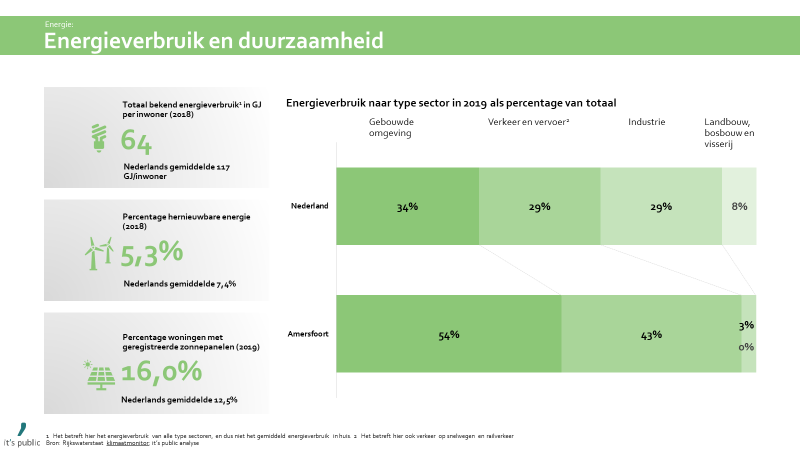 Energie:
Energieverbruik en duurzaamheid
Totaal bekend energieverbruik¹ in GJ
per inwoner (2018)
64
Nederlands gemiddelde 117
GJ/inwoner
Percentage hernieuwbare energie
(2018)
5,3%
Nederlands gemiddelde 7,4%
Percentage woningen met
geregistreerde zonnepanelen (2019)
16,0%
Nederlands gemiddelde 12,5%
Energieverbruik naar type sector in 2019 als percentage van totaal
Gebouwde
omgeving
Verkeer en vervoer²
Industrie
Landbouw,
bosbouw en
visserij
Nederland
34%
29%
29%
8%
Amersfoort
54%
43%
3%
0%
it's public
1 Het betreft hier het energieverbruik van alle type sectoren, en dus niet het gemiddeld energieverbruik in huis 2 Het betreft hier ook verkeer op snelwegen en railverkeer
Bron: Rijkswaterstaat klimaatmonitor; it's public analyse